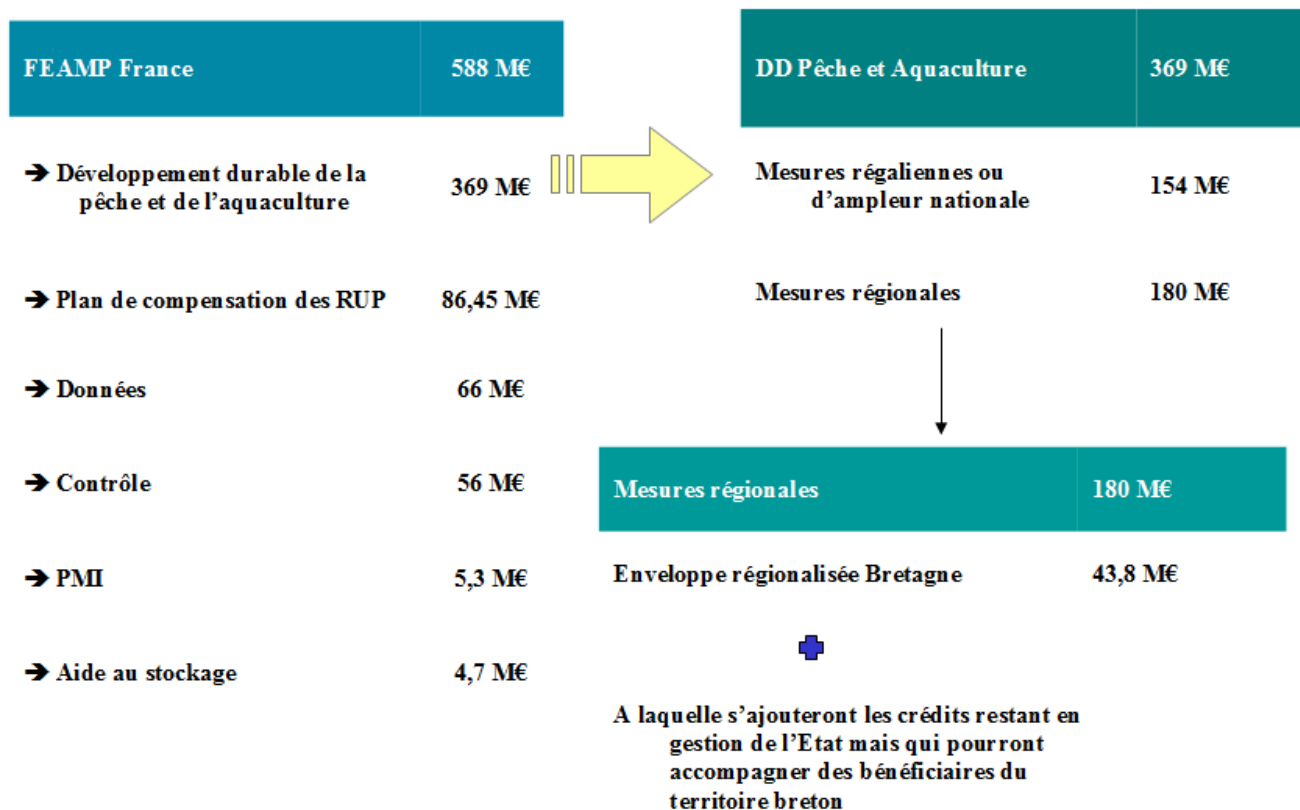 FEAMP France 588 M€
➔ Développement durable de la
pêche et de l’aquaculture 369 M€
➔ Plan de compensation des RUP 86,45 M€
➔ Données 66 M€
➔ Contrôle 56 M€
➔ PMI 5,3 M€
➔ Aide au stockage 4,7 M€
DD Pêche et Aquaculture 369 M€
Mesures régaliennes ou
d’ampleur nationale 154 M€
Mesures régionales 180 M€
Mesures régionales 180 M€
Enveloppe régionalisée Bretagne 43,8 M€
A laquelle s’ajouteront les crédits restant en
gestion de l’Etat mais qui pourront
accompagner des bénéficiaires du
territoire breton